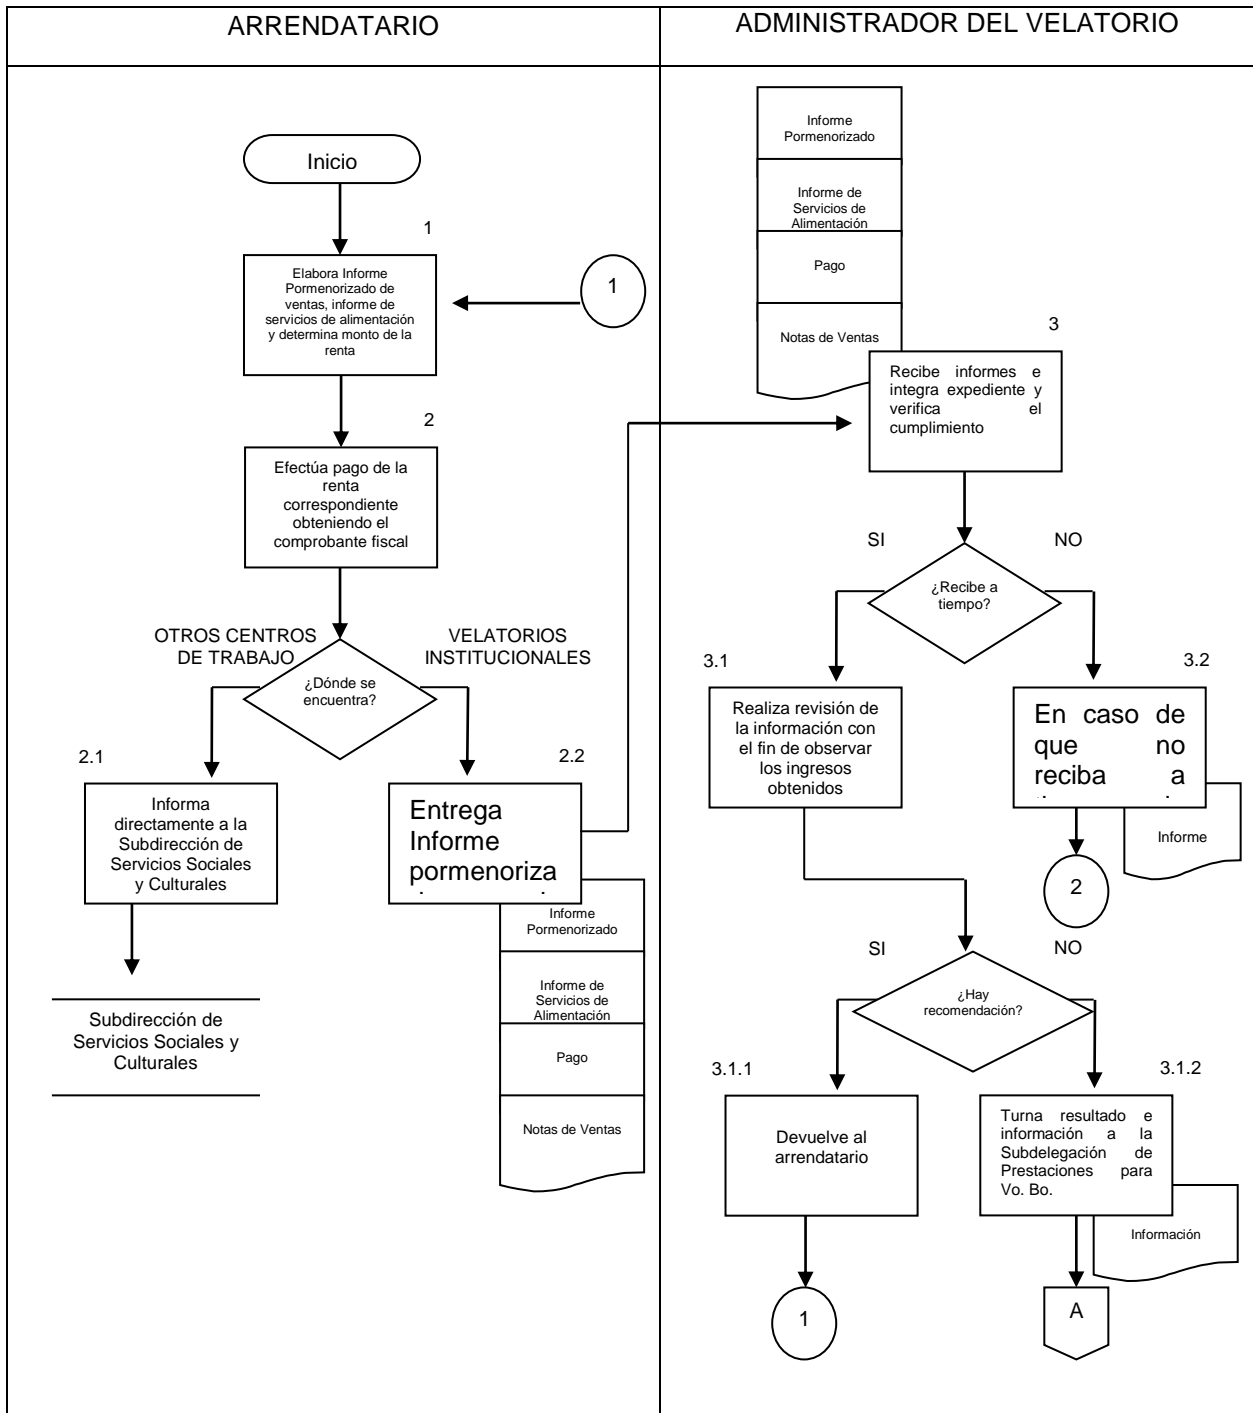 ARRENDATARIO
ADMINISTRADOR DEL VELATORIO
Inicio
1
Elabora Informe
Pormenorizado de
ventas, informe de
servicios de alimentación
y determina monto de la
renta
1
2
Efectúa pago de la
renta
correspondiente
obteniendo el
comprobante fiscal
OTROS CENTROS
DE TRABAJO
VELATORIOS
INSTITUCIONALES
¿Dónde se
encuentra?
2.1
Informa
directamente a la
Subdirección de
Servicios Sociales
y Culturales
2.2
Entrega
Informe
pormenoriza
Informe
Pormenorizado
Informe de
Servicios de
Alimentación
Pago
Notas de Ventas
Subdirección de
Servicios Sociales y
Culturales
Informe
Pormenorizado
Informe de
Servicios de
Alimentación
Pago
Notas de Ventas
3
Recibe informes e
integra expediente y
verifica el
cumplimiento
SI
NO
¿Recibe a
tiempo?
3.1
Realiza revisión de
la información con
el fin de observar
los ingresos
obtenidos
3.2
En caso de
que no
reciba a
Informe
2
SI
NO
¿Hay
recomendación?
3.1.1
Devuelve al
arrendatario
1
3.1.2
Turna resultado e
información a la
Subdelegación de
Prestaciones para
Vo. Bo.
Información
A